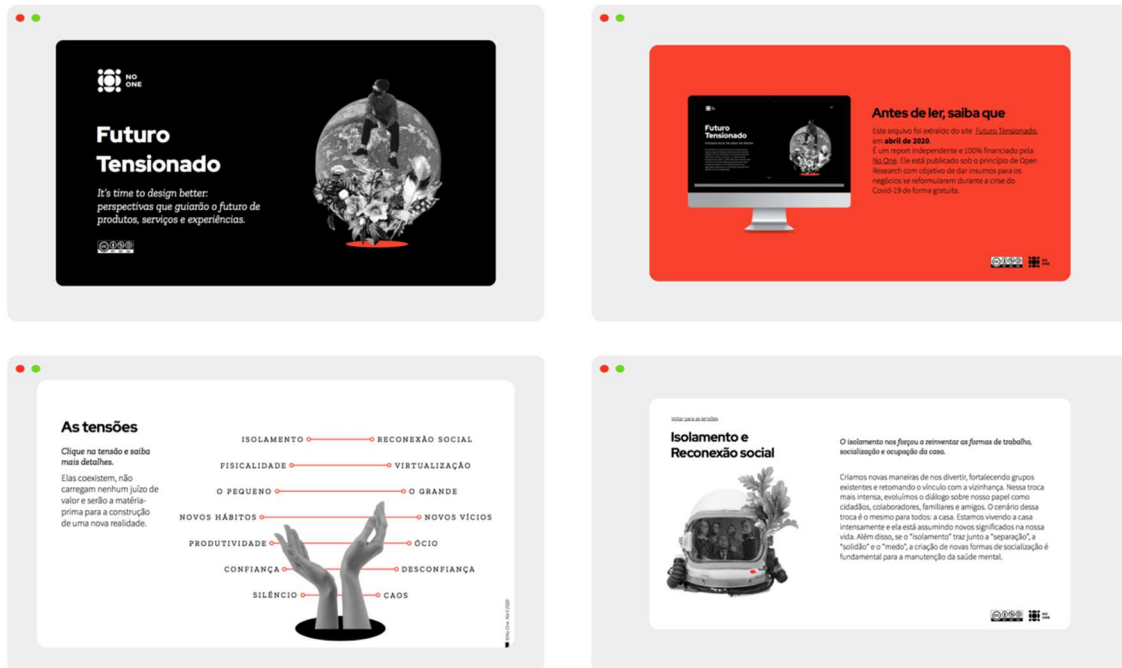 NO
ONE
Futuro
Tensionado
It's time to design better:
perspectivas que guiarão o futuro de
produtos, serviços e experiências.
Futuro
Tensionado
Antes de ler, saiba que
Este arquivo foi extraído do site Futuro Tensionado,
em abril de 2020.
É um report independente e 100% financiado pela
No One. Ele está publicado sob o princípio de Open
Research com objetivo de dar insumos para os
negócios se reformularem durante a crise do
Covid-19 de forma gratuita.
NO
ONE
As tensões
Clique na tensão e saiba
mais detalhes.
Elas coexistem, não
carregam nenhum juízo de
valor e serão a matéria-
prima para a construção
de uma nova realidade.
ISOLAMENTO RECONEXÃO SOCIAL
FISICALIDADE VIRTUALIZAÇÃO
O PEQUENO O GRANDE
NOVOS HÁBITOS NOVOS VÍCIOS
PRODUTIVIDADE ÓCIO
CONFIANÇA DESCONFIANÇA
SILÊNCIO CAOS
©No One. Abril 2020
Voltar para as tensões
Isolamento e
Reconexão social
O isolamento nos forçou a reinventar as formas de trabalho,
socialização e ocupação da casa.
Criamos novas maneiras de nos divertir, fortalecendo grupos
existentes e retomando o vínculo com a vizinhança. Nessa troca
mais intensa, evoluímos o diálogo sobre nosso papel como
cidadãos, colaboradores, familiares e amigos. O cenário dessa
troca é o mesmo para todos: a casa. Estamos vivendo a casa
intensamente e ela está assumindo novos significados na nossa
vida. Além disso, se o "isolamento" traz junto a "separação", a
"solidão" e o "medo", a criação de novas formas de socialização é
fundamental para a manutenção da saúde mental.
NO
ONE